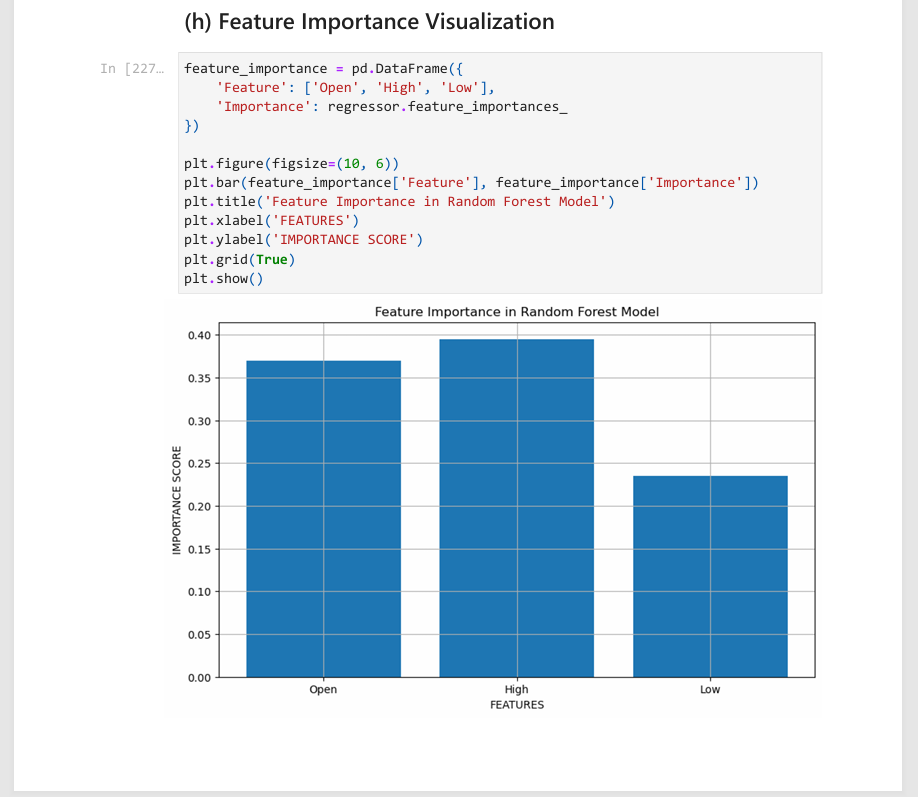 (h) Feature Importance Visualization
In [227…
feature_importance = pd.DataFrame({
    'Feature': ['Open', 'High', 'Low'],
    'Importance': regressor.feature_importances_
})
plt.figure(figsize=(10, 6))
plt.bar(feature_importance['Feature'], feature_importance['Importance'])
plt.title('Feature Importance in Random Forest Model')
plt.xlabel('FEATURES')
plt.ylabel('IMPORTANCE SCORE')
plt.grid(True)
plt.show()
Feature Importance in Random Forest Model
IMPORTANCE SCORE
0.40
0.35
0.30
0.25
0.20
0.15
0.10
0.05
0.00
Open High Low
FEATURES